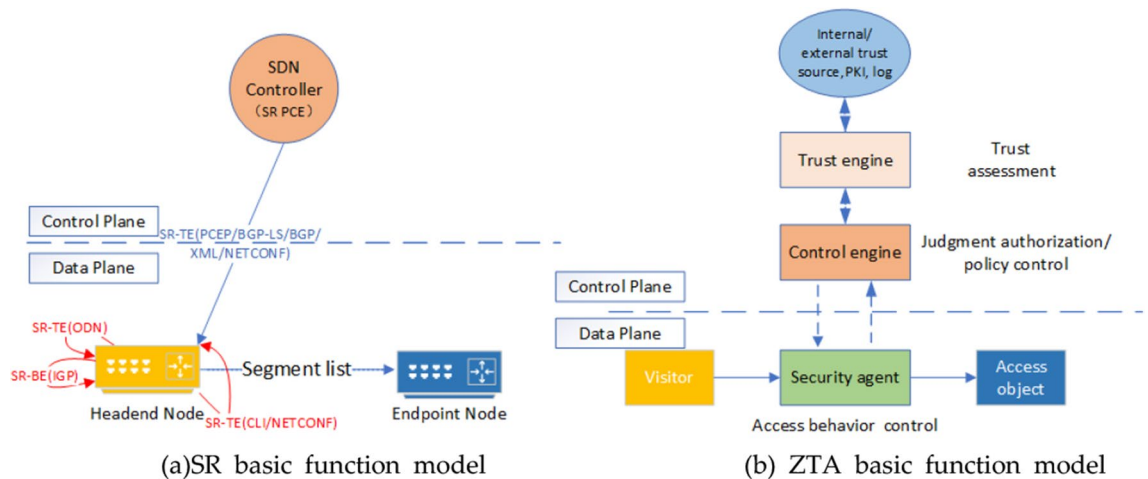 SDN
Controller
(SR PCE)
Control Plane
SR-TE(PCEP/BGP-LS/BGP/
XML/NETCONF)
Data Plane
SR-TE(ODN)
SR-BE(IGP)
Segment list
Headend Node
Endpoint Node
SR-TE(CLI/NETCONF)
(a)SR basic function model
Internal/
external trust
source,PKI, log
Trust engine
Trust
assessment
Control engine
Judgment authorization/
policy control
Control Plane
Data Plane
Visitor
Security agent
Access
object
Access behavior control
(b) ZTA basic function model